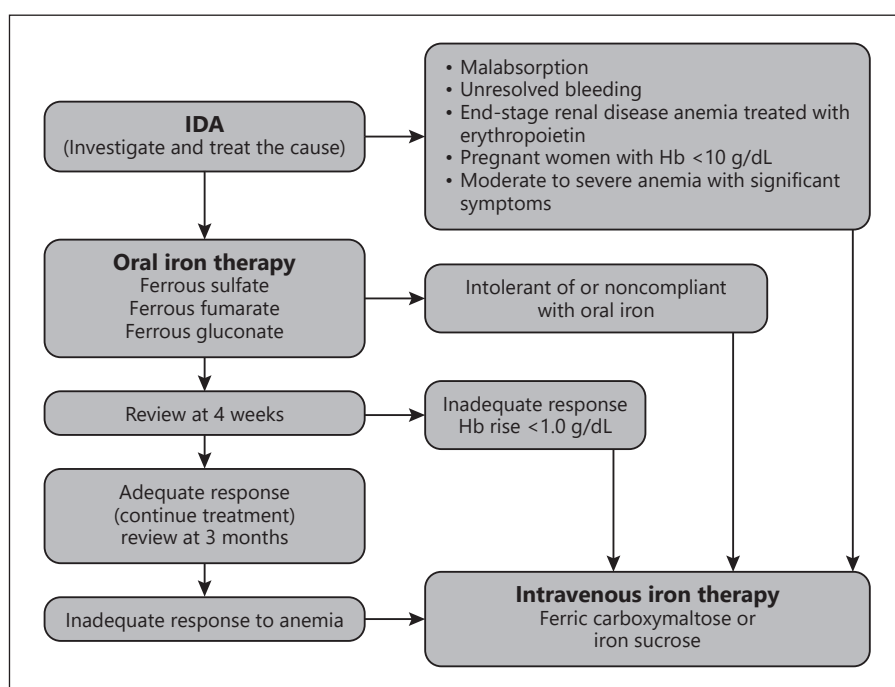 IDA
(Investigate and treat the cause)
• Malabsorption
• Unresolved bleeding
• End-stage renal disease anemia treated with
erythropoietin
• Pregnant women with Hb <10 g/dL
• Moderate to severe anemia with significant
symptoms
Oral iron therapy
Ferrous sulfate
Ferrous fumarate
Ferrous gluconate
Intolerant of or noncompliant
with oral iron
Review at 4 weeks
Inadequate response
Hb rise <1.0 g/dL
Adequate response
(continue treatment)
review at 3 months
Inadequate response to anemia
Intravenous iron therapy
Ferric carboxymaltose or
iron sucrose